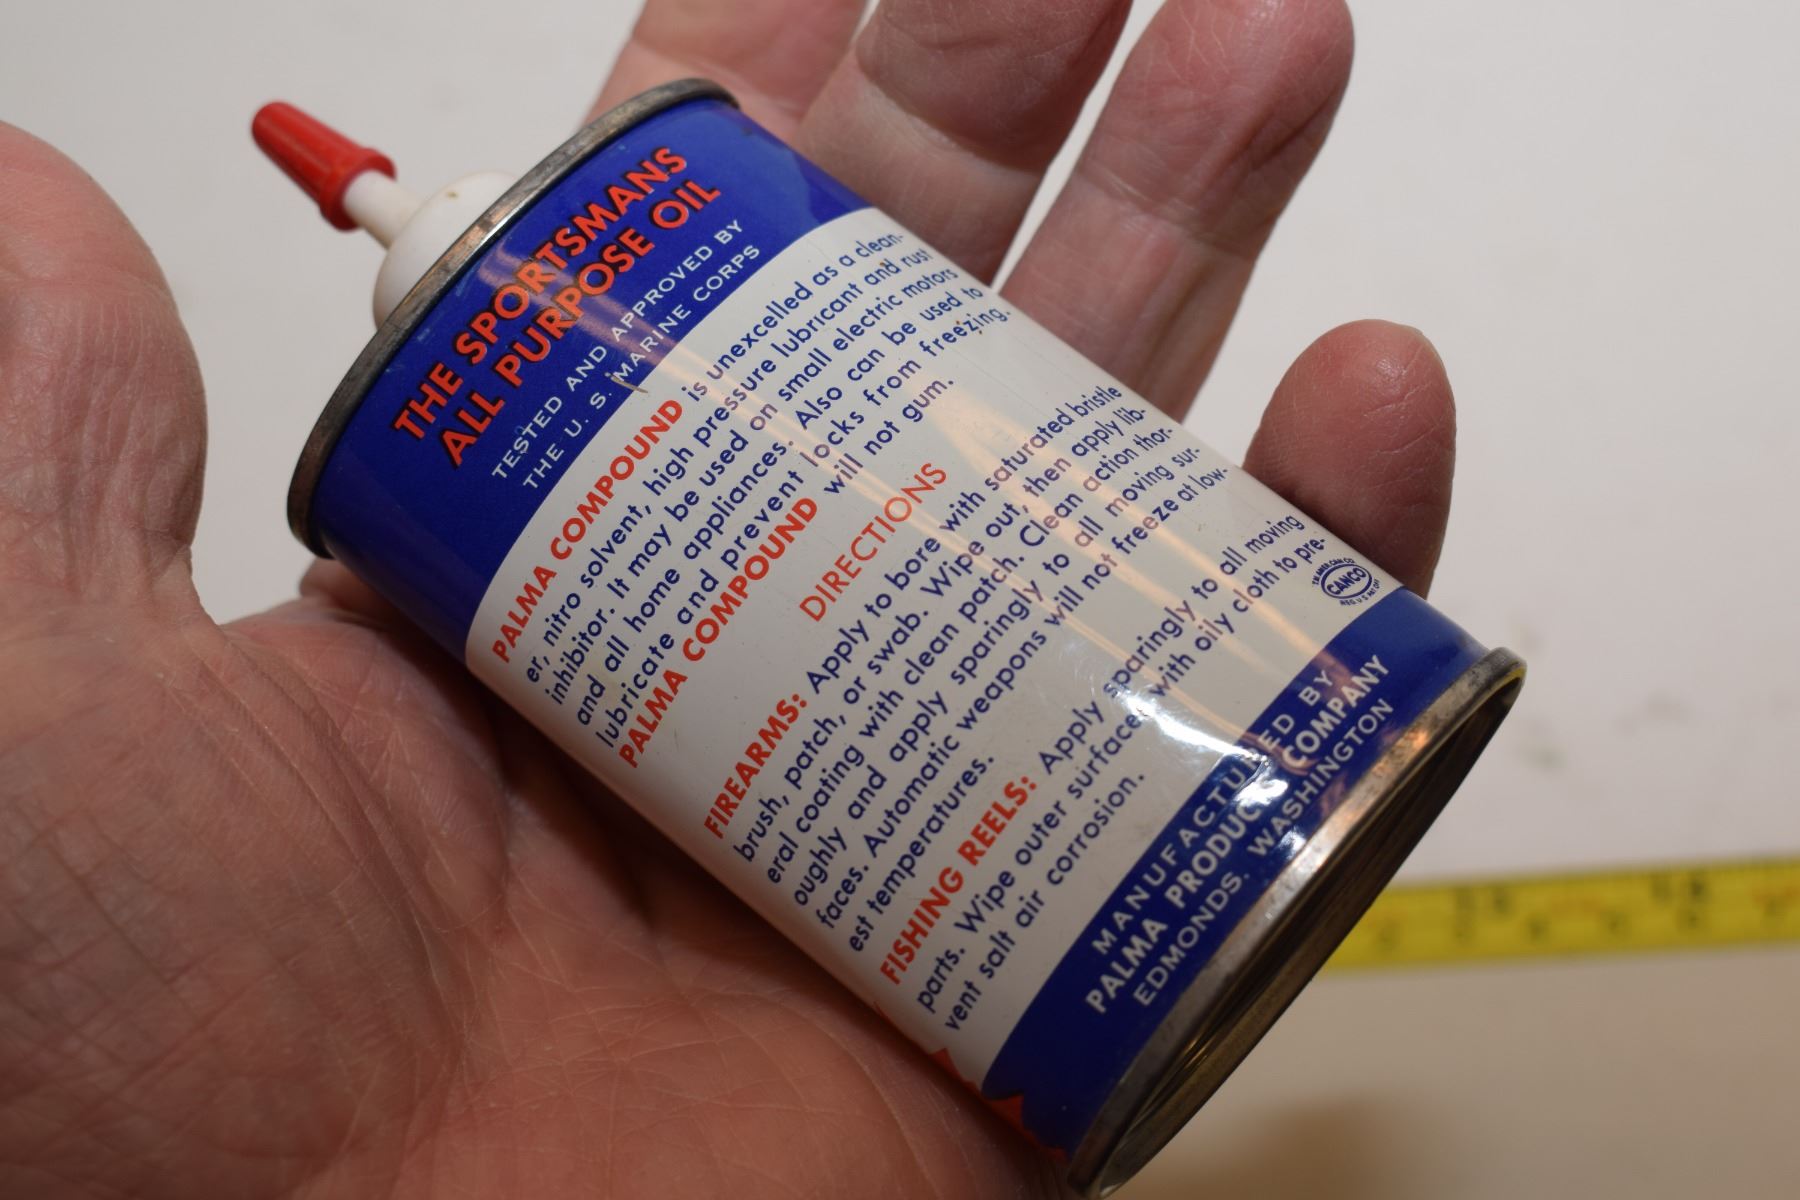 THE SPORTSMANS
ALL PURPOSE OIL
TESTED AND APPROVED BY
THE U. S. MARINE CORPS
PALMA COMPOUND is unexcelled as a clean-
er, nitro solvent, high pressure lubricant and rust
inhibitor. It may be used on small electric motors
and all home appliances. Also can be used to
lubricate and prevent locks from freezing.
PALMA COMPOUND will not gum.
DIRECTIONS
FIREARMS: Apply to bore with saturated bristle
brush, patch, or swab. Wipe out, then apply lib-
eral coating with clean patch. Clean action thor-
oughly and apply sparingly to all moving sur-
faces. Automatic weapons will not freeze at low-
est temperatures.
FISHING REELS: Apply sparingly to all moving
parts. Wipe outer surfaces with oily cloth to pre-
vent salt air corrosion.
CANCO
MANUFACTURED BY
PALMA PRODUCTS COMPANY
EDMONDS, WASHINGTON